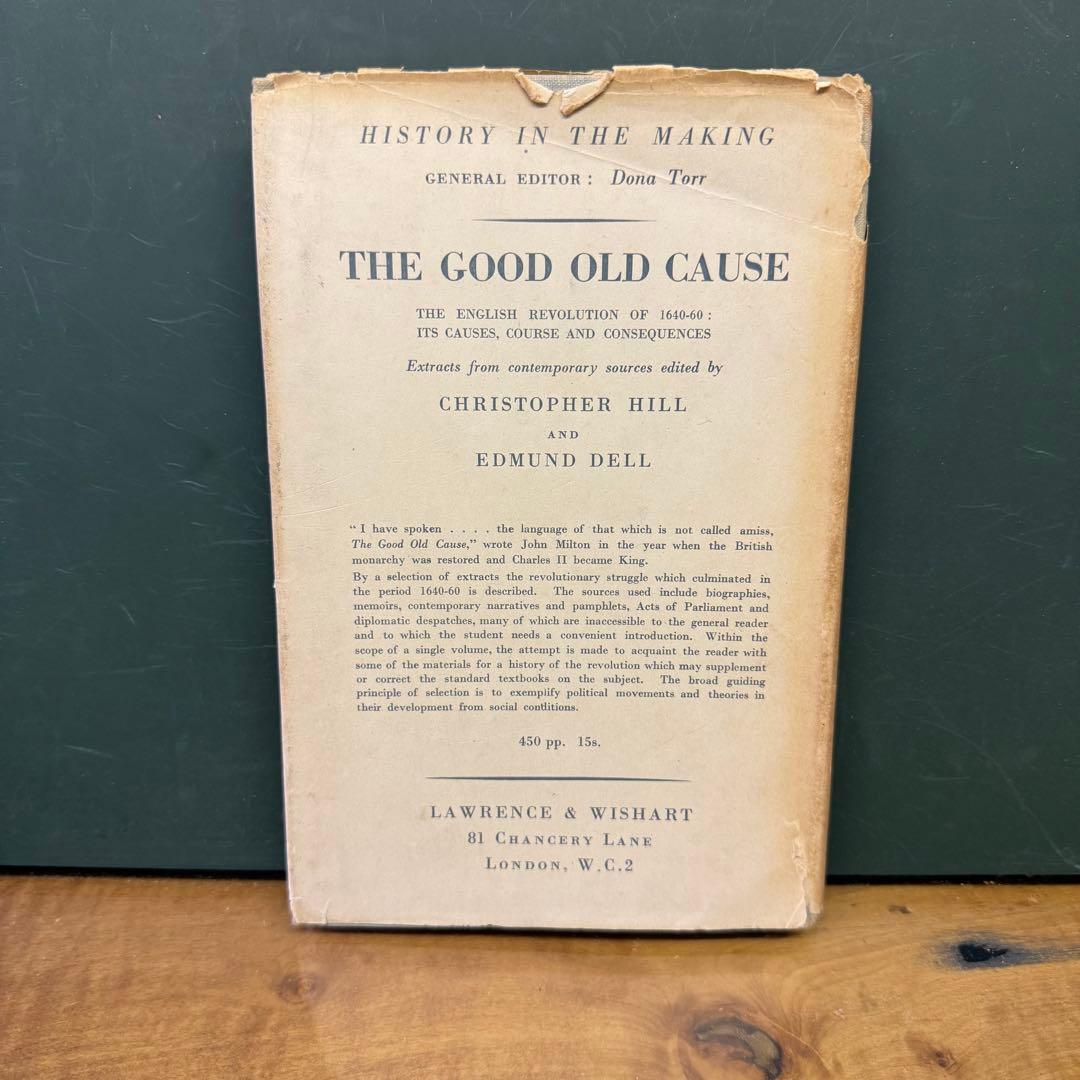 HISTORY IN THE MAKING
GENERAL EDITOR : Dona Torr
THE GOOD OLD CAUSE
THE ENGLISH REVOLUTION OF 1640-60 :
ITS CAUSES, COURSE AND CONSEQUENCES
Extracts from contemporary sources edited by
CHRISTOPHER HILL
AND
EDMUND DELL
“ I have spoken . . . . the language of that which is not called amiss,
The Good Old Cause,” wrote John Milton in the year when the British
monarchy was restored and Charles II became King.
By a selection of extracts the revolutionary struggle which culminated in
the period 1640-60 is described. The sources used include biographies,
memoirs, contemporary narratives and pamphlets, Acts of Parliament and
diplomatic despatches, many of which are inaccessible to the general reader
and to which the student needs a convenient introduction. Within the
scope of a single volume, the attempt is made to acquaint the reader with
some of the materials for a history of the revolution which may supplement
or correct the standard textbooks on the subject. The broad guiding
principle of selection is to exemplify political movements and theories in
their development from social conditions.
450 pp. 15s.
LAWRENCE & WISHART
81 CHANCERY LANE
LONDON, W.C.2